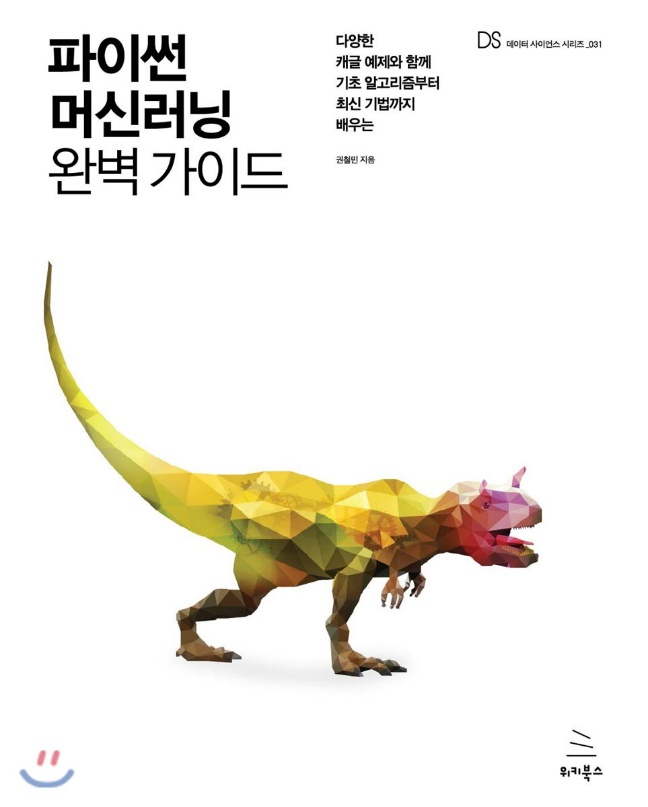 파이썬
머신러닝
완벽 가이드
다양한
캐글 예제와 함께
기초 알고리즘부터
최신 기법까지
배우는
권철민 지음
DS 데이터 사이언스 시리즈_031
위키북스